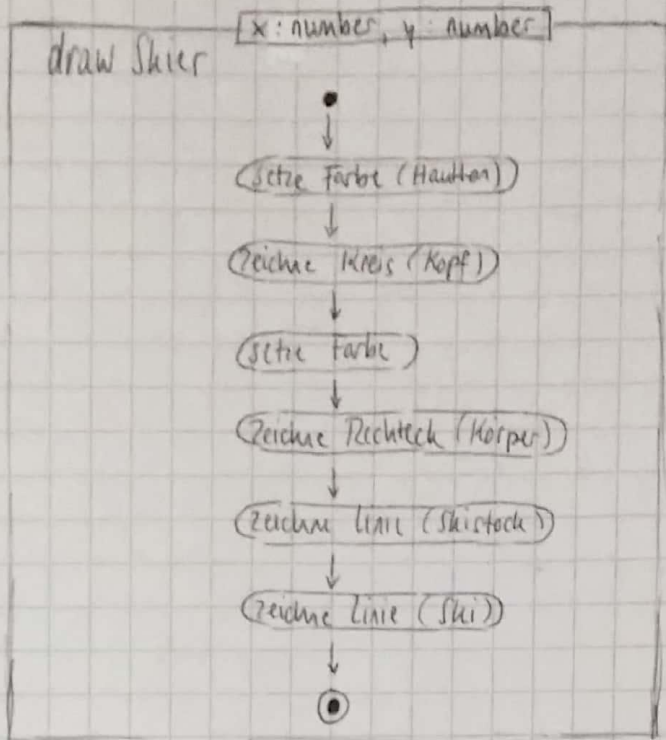 x : number, y : number
draw Skier
setze Farbe (Hautton)
zeichne Kreis (Kopf)
setze Farbe
zeichne Rechteck (Körper)
zeichne Linie (Skistock)
zeichne Linie (Ski)